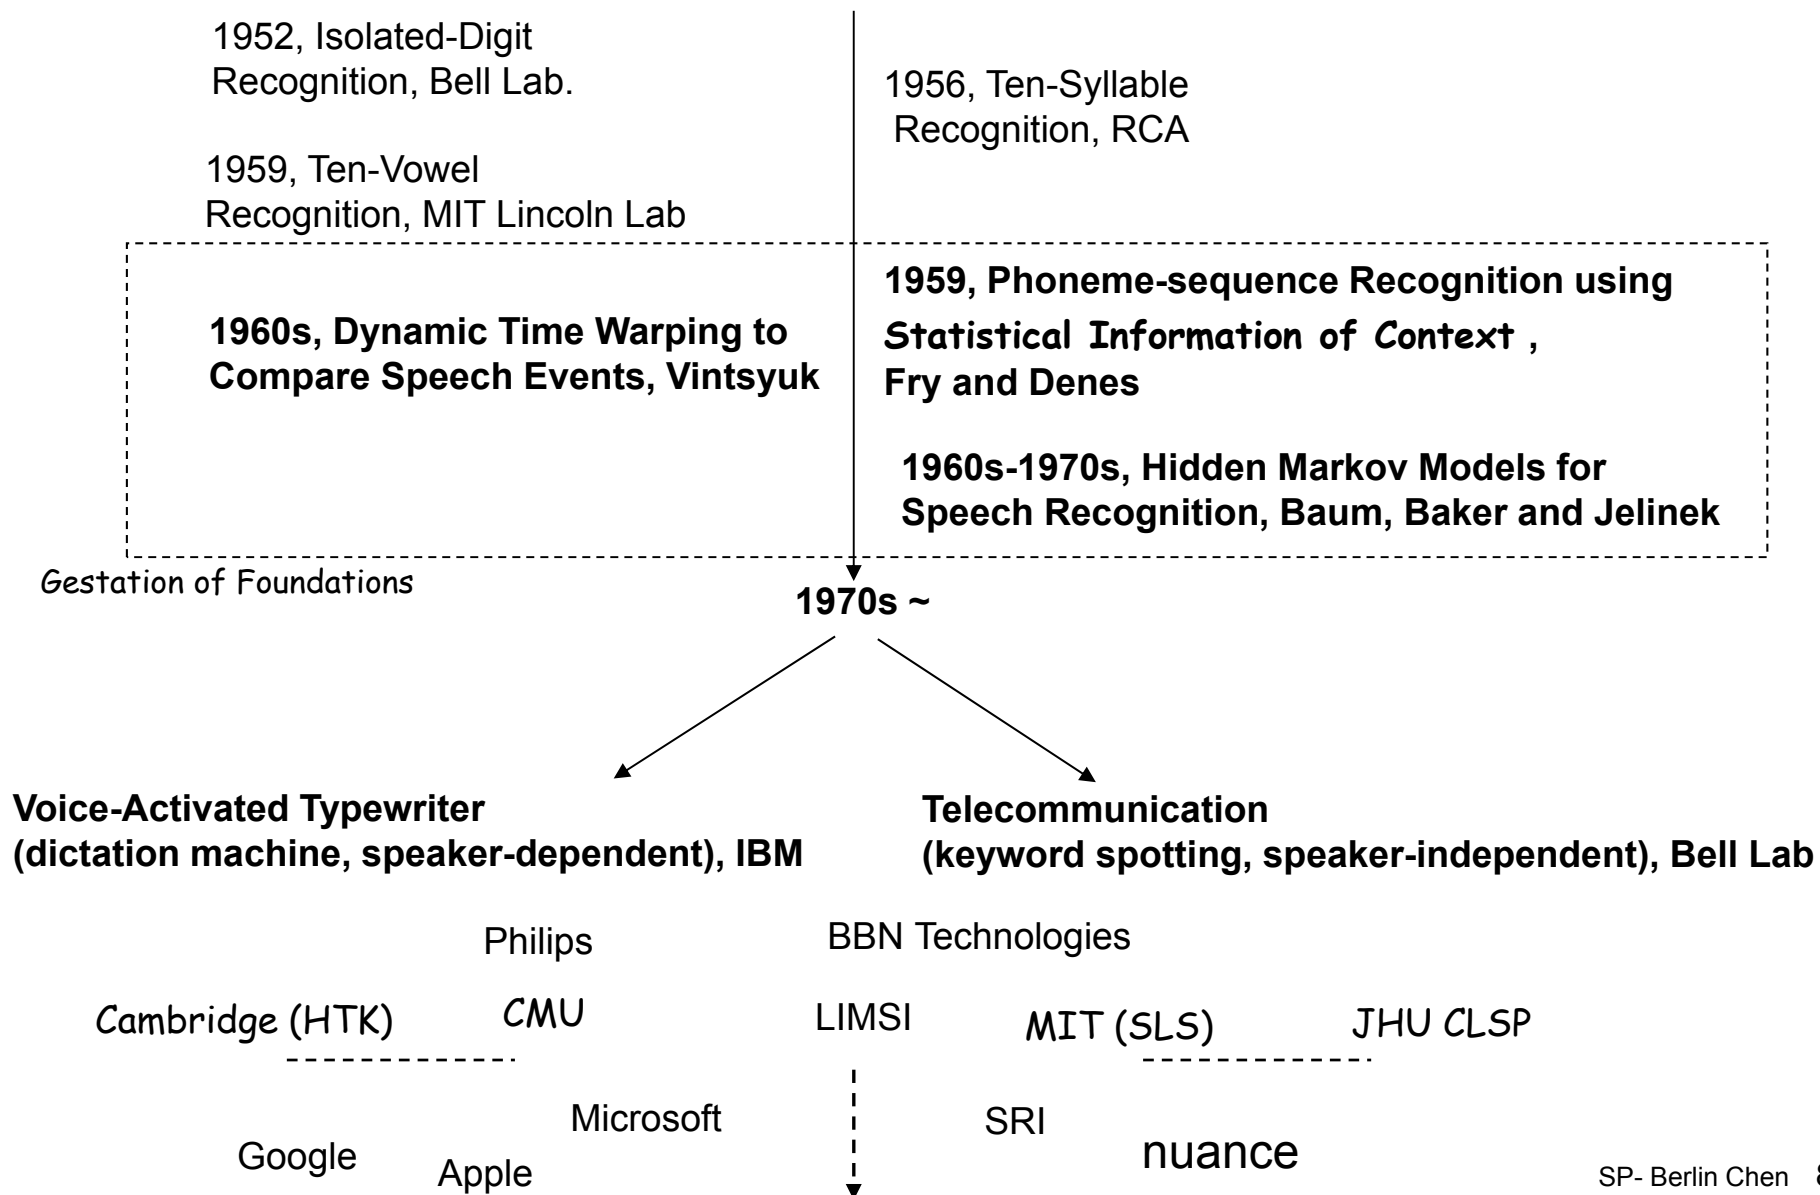 1952, Isolated-Digit
Recognition, Bell Lab.
1956, Ten-Syllable
Recognition, RCA
1959, Ten-Vowel
Recognition, MIT Lincoln Lab
1959, Phoneme-sequence Recognition using
Statistical Information of Context ,
Fry and Denes
1960s, Dynamic Time Warping to
Compare Speech Events, Vintsyuk
1960s-1970s, Hidden Markov Models for
Speech Recognition, Baum, Baker and Jelinek
Gestation of Foundations
1970s ~
Voice-Activated Typewriter
(dictation machine, speaker-dependent), IBM
Telecommunication
(keyword spotting, speaker-independent), Bell Lab
Philips
BBN Technologies
Cambridge (HTK)
CMU
LIMSI
MIT (SLS)
JHU CLSP
Microsoft
SRI
Google
Apple
nuance
SP- Berlin Chen